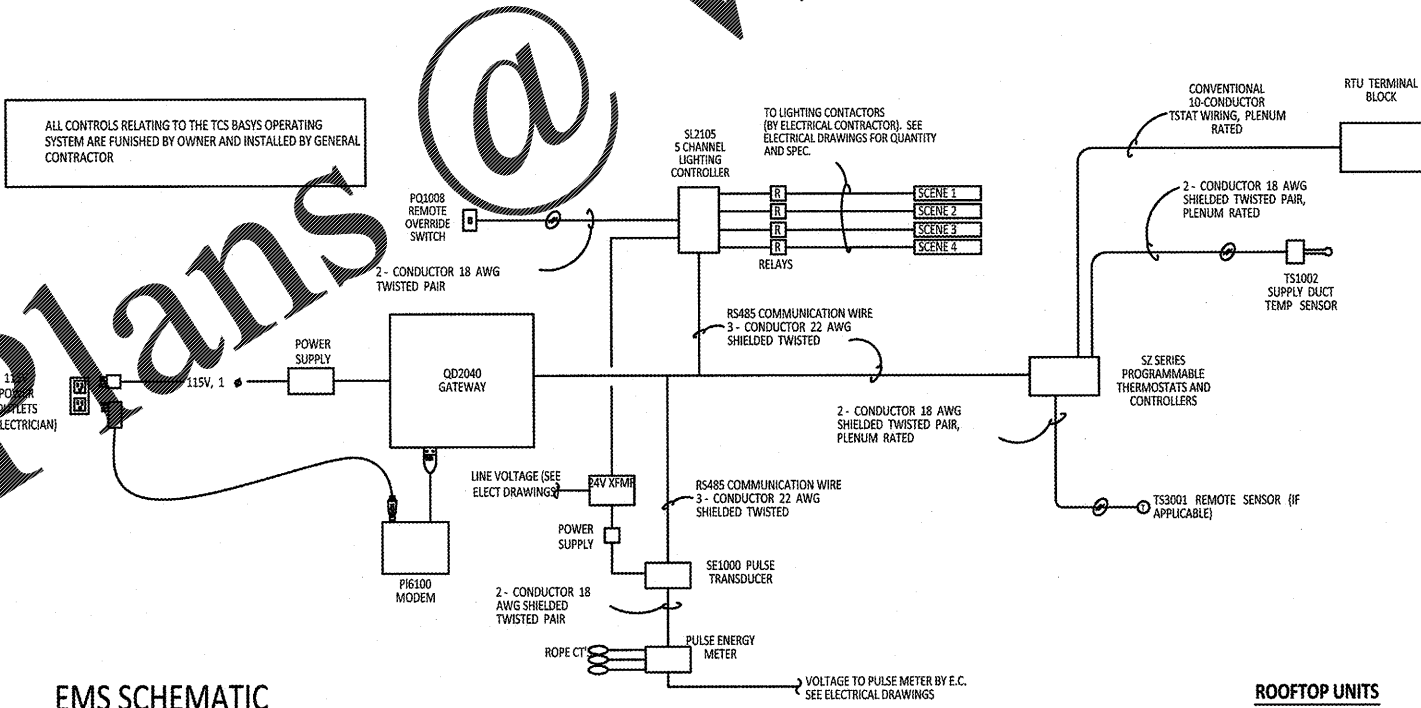 Plans @
ALL CONTROLS RELATING TO THE TCS BASYS OPERATING
SYSTEM ARE FUNISHED BY OWNER AND INSTALLED BY GENERAL
CONTRACTOR
PQ1008
REMOTE
OVERRIDE
SWITCH
2 - CONDUCTOR 18 AWG
TWISTED PAIR
SL2105
5 CHANNEL
LIGHTING
CONTROLLER
TO LIGHTING CONTACTORS
(BY ELECTRICAL CONTRACTOR). SEE
ELECTRICAL DRAWINGS FOR QUANTITY
AND SPEC.
R
R
R
R
RELAYS
SCENE 1
SCENE 2
SCENE 3
SCENE 4
CONVENTIONAL
10-CONDUCTOR
TSTAT WIRING, PLENUM
RATED
RTU TERMINAL
BLOCK
2 - CONDUCTOR 18 AWG
SHIELDED TWISTED PAIR,
PLENUM RATED
TS1002
SUPPLY DUCT
TEMP SENSOR
RS485 COMMUNICATION WIRE
3 - CONDUCTOR 22 AWG
SHIELDED TWISTED
POWER
SUPPLY
QD2040
GATEWAY
POWER
115V, 1
SZ SERIES
PROGRAMMABLE
THERMOSTATS AND
CONTROLLERS
2 - CONDUCTOR 18 AWG
SHIELDED TWISTED PAIR,
PLENUM RATED
LINE VOLTAGE (SEE
ELECT DRAWINGS
24V XFMR
RS485 COMMUNICATION WIRE
3 - CONDUCTOR 22 AWG
SHIELDED TWISTED
T
TS3001 REMOTE SENSOR (IF
APPLICABLE)
POWER
SUPPLY
SE1000 PULSE
TRANSDUCER
PI6100
MODEM
2 - CONDUCTOR 18
AWG SHIELDED
TWISTED PAIR
ROPE CT'
PULSE ENERGY
METER
VOLTAGE TO PULSE METER BY E.C.
SEE ELECTRICAL DRAWINGS
EMS SCHEMATIC
ROOFTOP UNITS